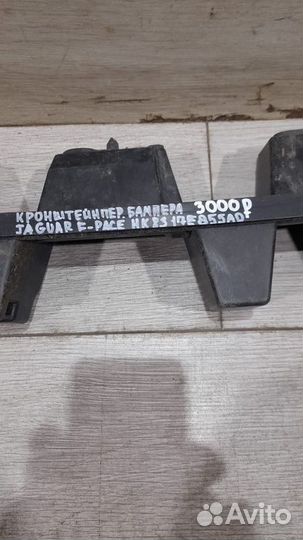 КРОНШТЕЙН ПЕР. БАМПЕРА 3000Р
JAGUAR F-PACE HK83 17E855AD
Avito